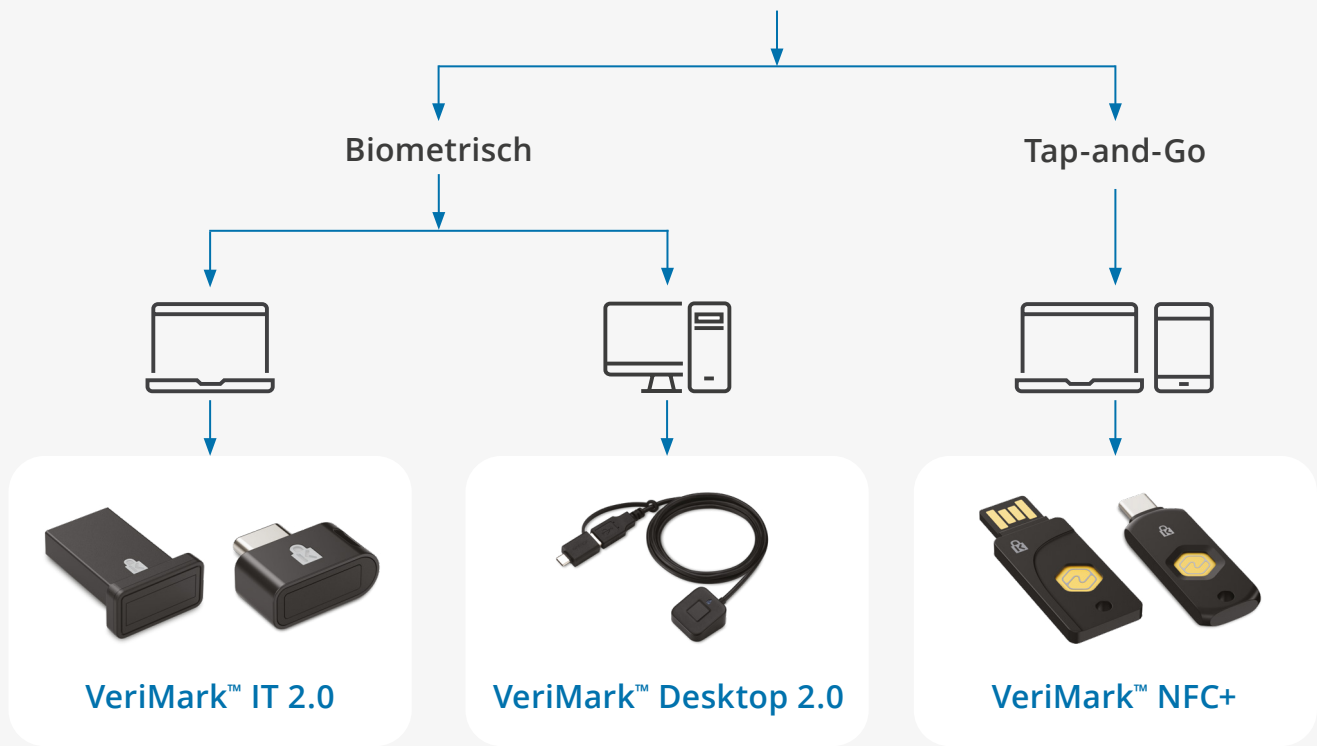 Biometrisch
Tap-and-Go
VeriMark™ IT 2.0
VeriMark™ Desktop 2.0
VeriMark™ NFC+